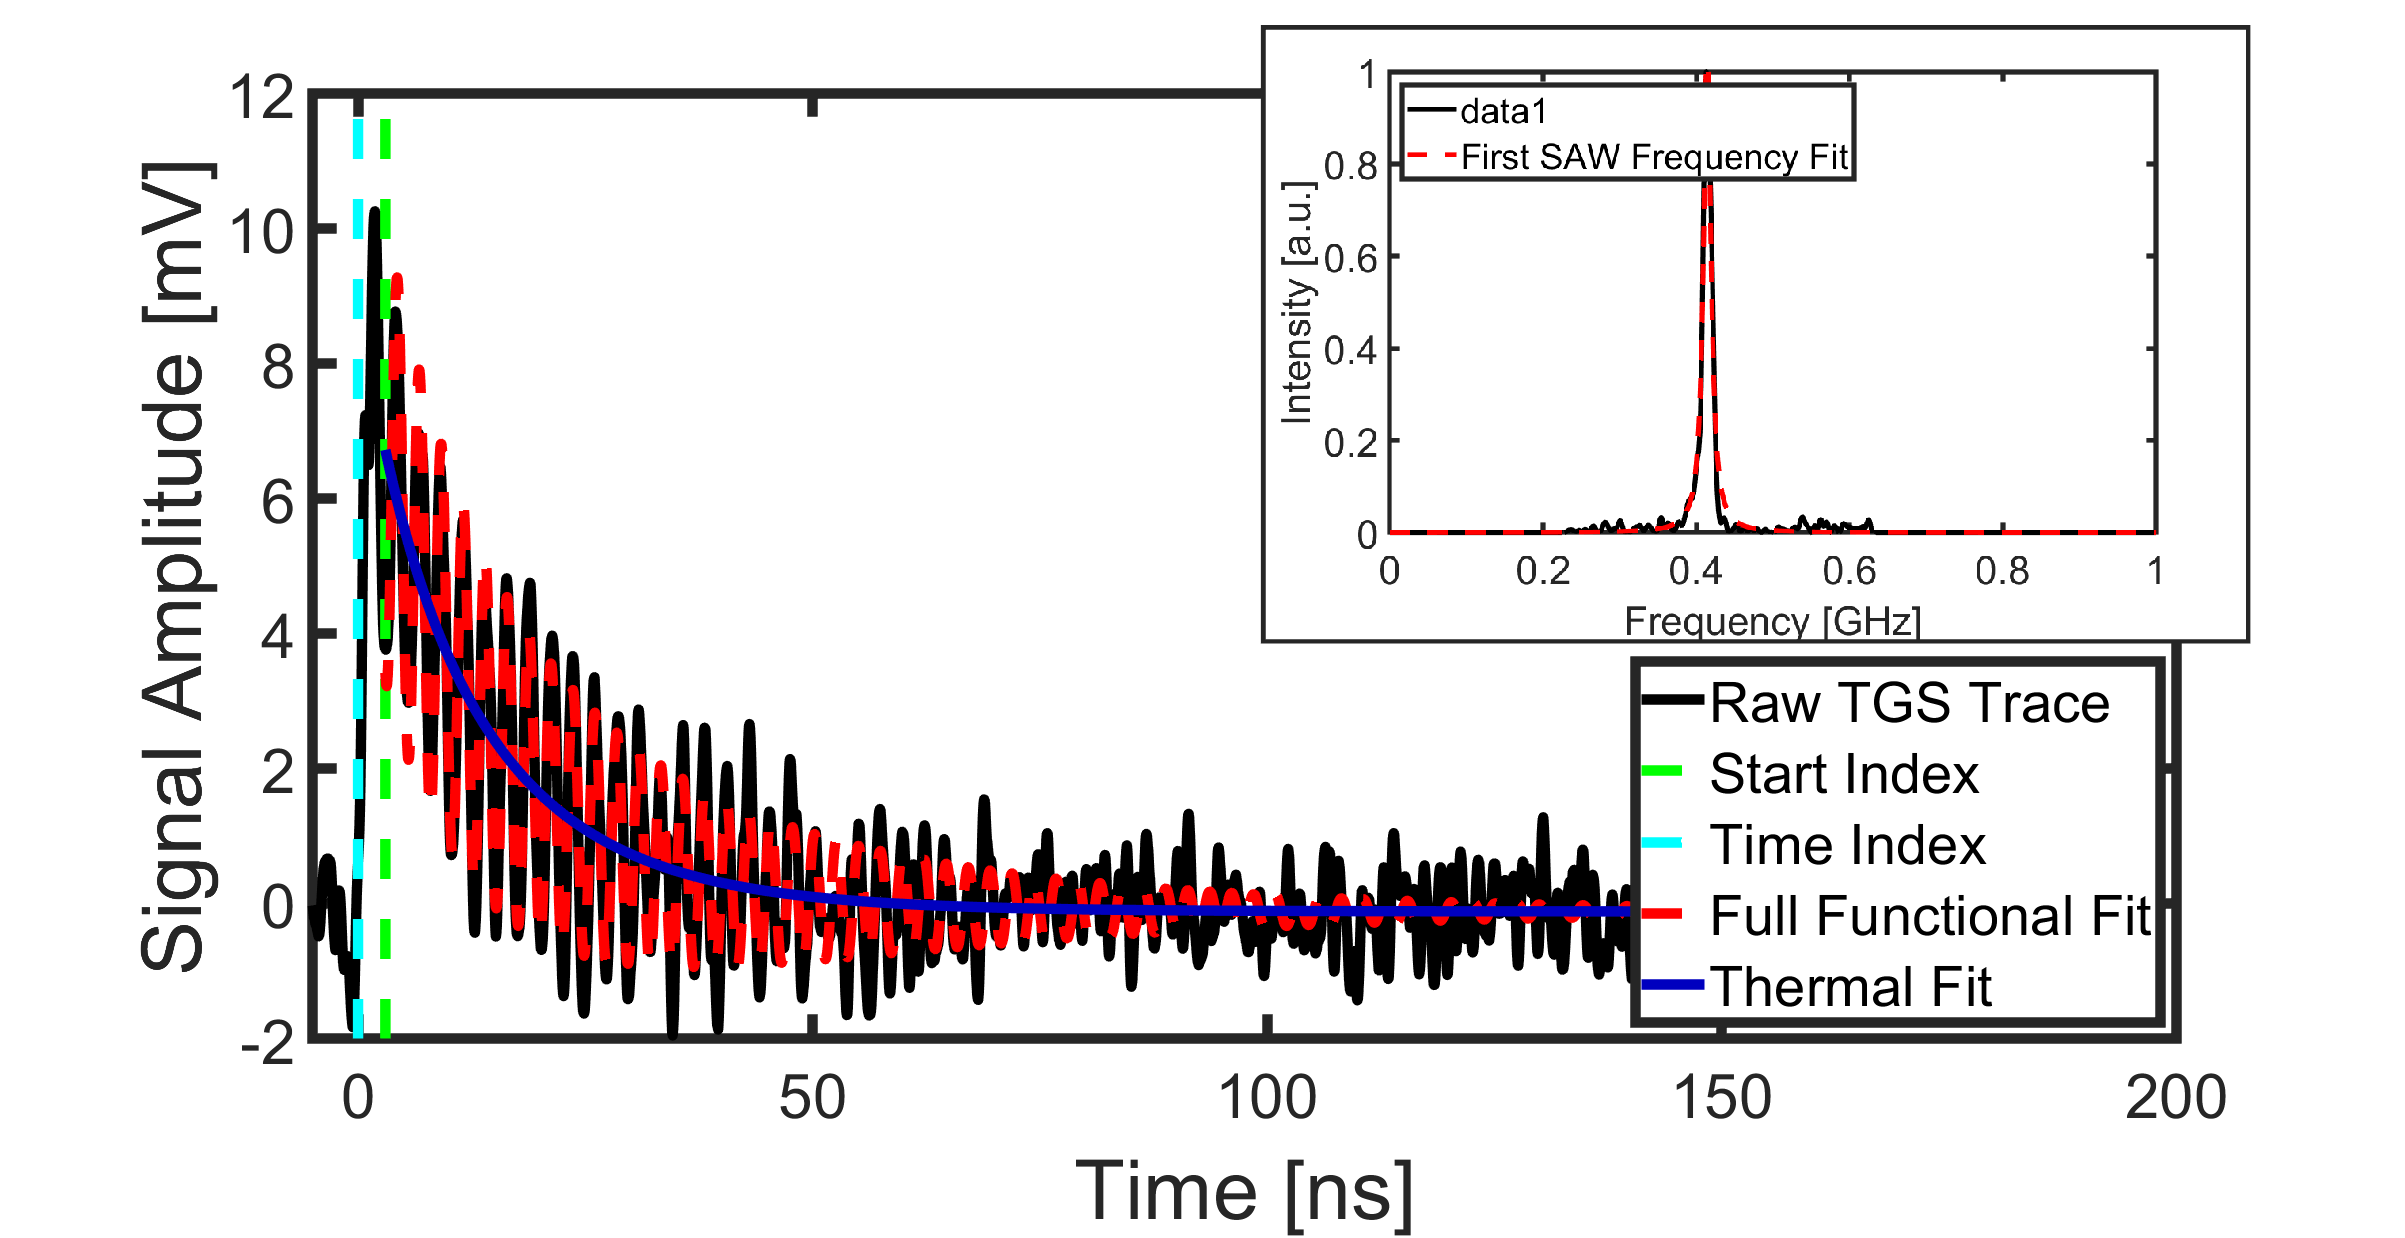 12
10
8
6
4
2
0
-2
Signal Amplitude [mV]
0
50
100
150
200
Time [ns]
1
0.8
0.6
0.4
0.2
0
Intensity [a.u.]
data1
First SAW Frequency Fit
0
0.2
0.4
0.6
0.8
1
Frequency [GHz]
Raw TGS Trace
Start Index
Time Index
Full Functional Fit
Thermal Fit